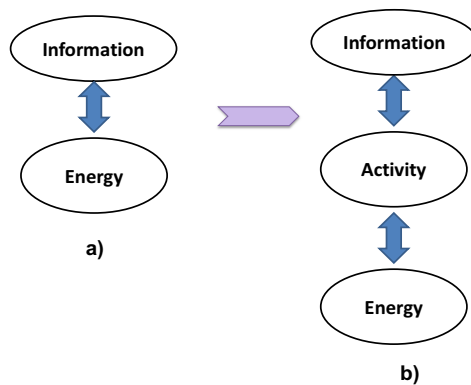 Information
Energy
a)
Information
Activity
Energy
b)